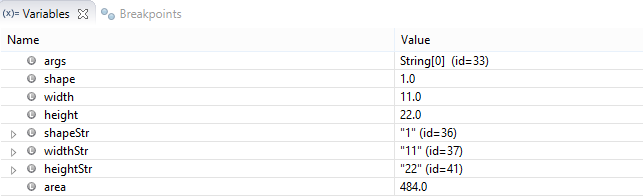 (x)= Variables Breakpoints
Name Value
args String[0] (id=33)
shape 1.0
width 11.0
height 22.0
shapeStr "1" (id=36)
widthStr "11" (id=37)
heightStr "22" (id=41)
area 484.0